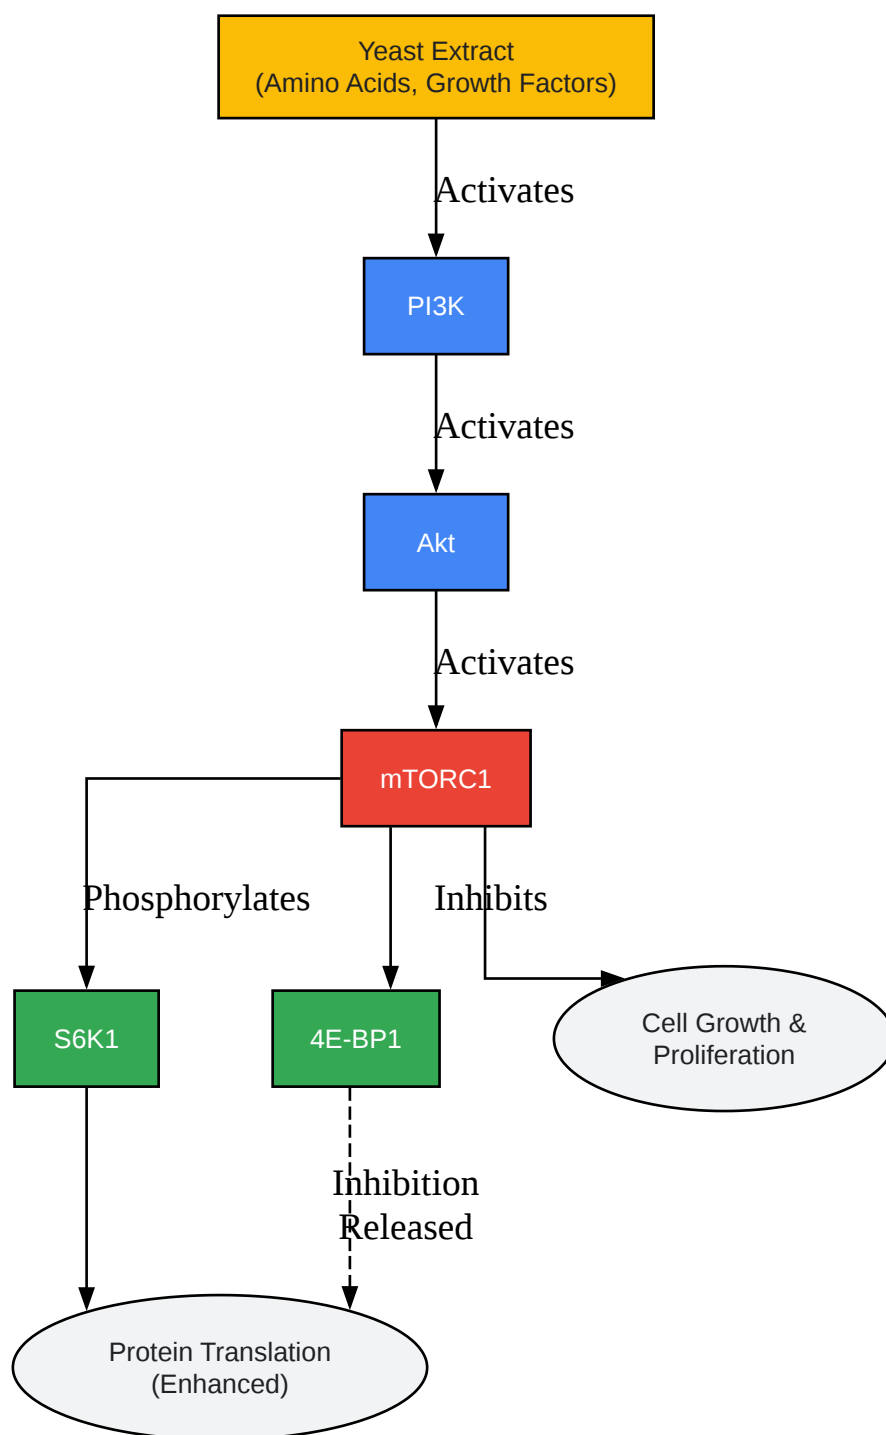 Yeast Extract
(Amino Acids, Growth Factors)
Activates
PI3K
Activates
Akt
Activates
mTORC1
Phosphorylates
Inhibits
S6K1
4E-BP1
Cell Growth &
Proliferation
Inhibition
Released
Protein Translation
(Enhanced)